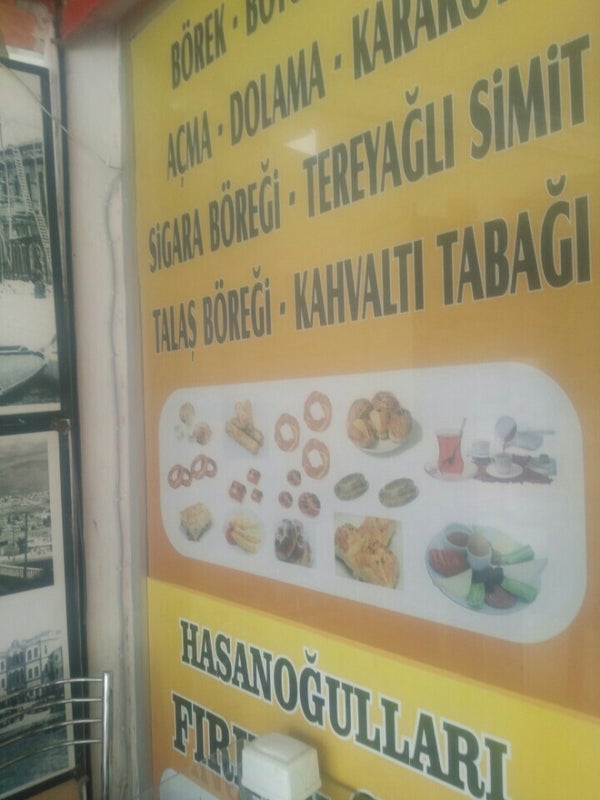 BÖREK -
AÇMA - DOLAMA -
SİGARA BÖREĞİ - TEREYAĞLI SİMİT
TALAŞ BÖREĞİ - KAHVALTI TABAĞI
HASANOĞULLARI